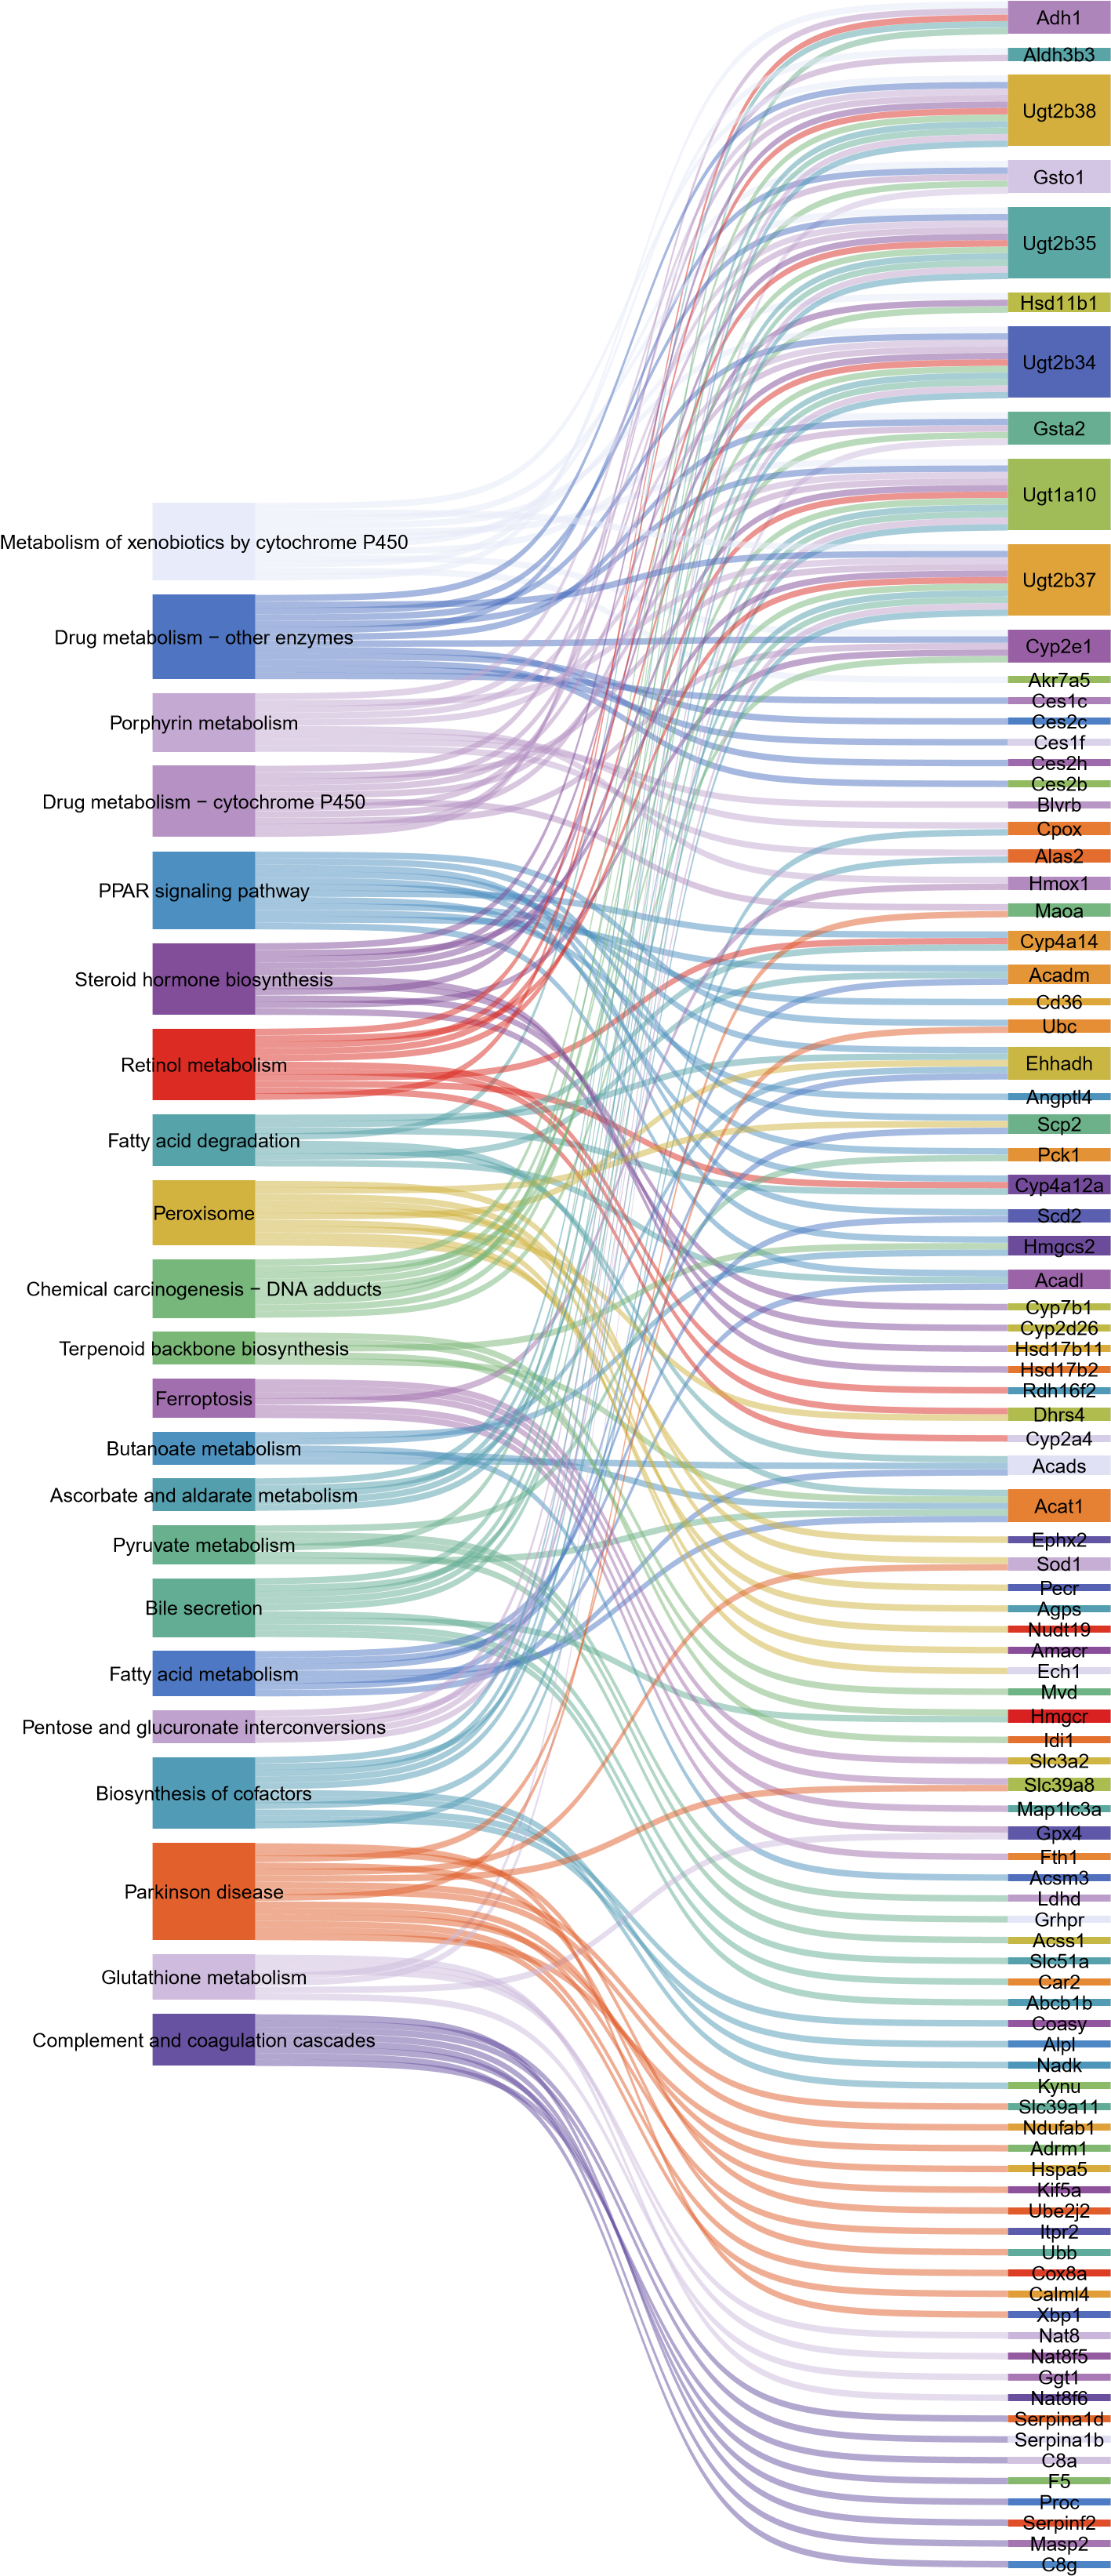 Metabolism of xenobiotics by cytochrome P450
Drug metabolism − other enzymes
Porphyrin metabolism
Drug metabolism − cytochrome P450
PPAR signaling pathway
Steroid hormone biosynthesis
Retinol metabolism
Fatty acid degradation
Peroxisome
Chemical carcinogenesis − DNA adducts
Terpenoid backbone biosynthesis
Ferroptosis
Butanoate metabolism
Ascorbate and aldarate metabolism
Pyruvate metabolism
Bile secretion
Fatty acid metabolism
Pentose and glucuronate interconversions
Biosynthesis of cofactors
Parkinson disease
Glutathione metabolism
Complement and coagulation cascades
Adh1
Aldh3b3
Ugt2b38
Gsto1
Ugt2b35
Hsd11b1
Ugt2b34
Gsta2
Ugt1a10
Ugt2b37
Cyp2e1
Akr7a5
Ces1c
Ces2c
Ces1f
Ces2h
Ces2b
Blvrb
Cpox
Alas2
Hmox1
Maoa
Cyp4a14
Acadm
Cd36
Ubc
Ehhadh
Angptl4
Scp2
Pck1
Cyp4a12a
Scd2
Hmgcs2
Acadl
Cyp7b1
Cyp2d26
Hsd17b11
Hsd17b2
Rdh16f2
Dhrs4
Cyp2a4
Acads
Acat1
Ephx2
Sod1
Pecr
Agps
Nudt19
Amacr
Ech1
Mvd
Hmgcr
Idi1
Slc3a2
Slc39a8
Map1lc3a
Gpx4
Fth1
Acsm3
Ldhd
Grhpr
Acss1
Slc51a
Car2
Abcb1b
Coasy
Alpl
Nadk
Kynu
Slc39a11
Ndufab1
Adrm1
Hspa5
Kif5a
Ube2j2
Itpr2
Ubb
Cox8a
Calml4
Xbp1
Nat8
Nat8f5
Ggt1
Nat8f6
Serpina1d
Serpina1b
C8a
F5
Proc
Serpinf2
Masp2
C8g